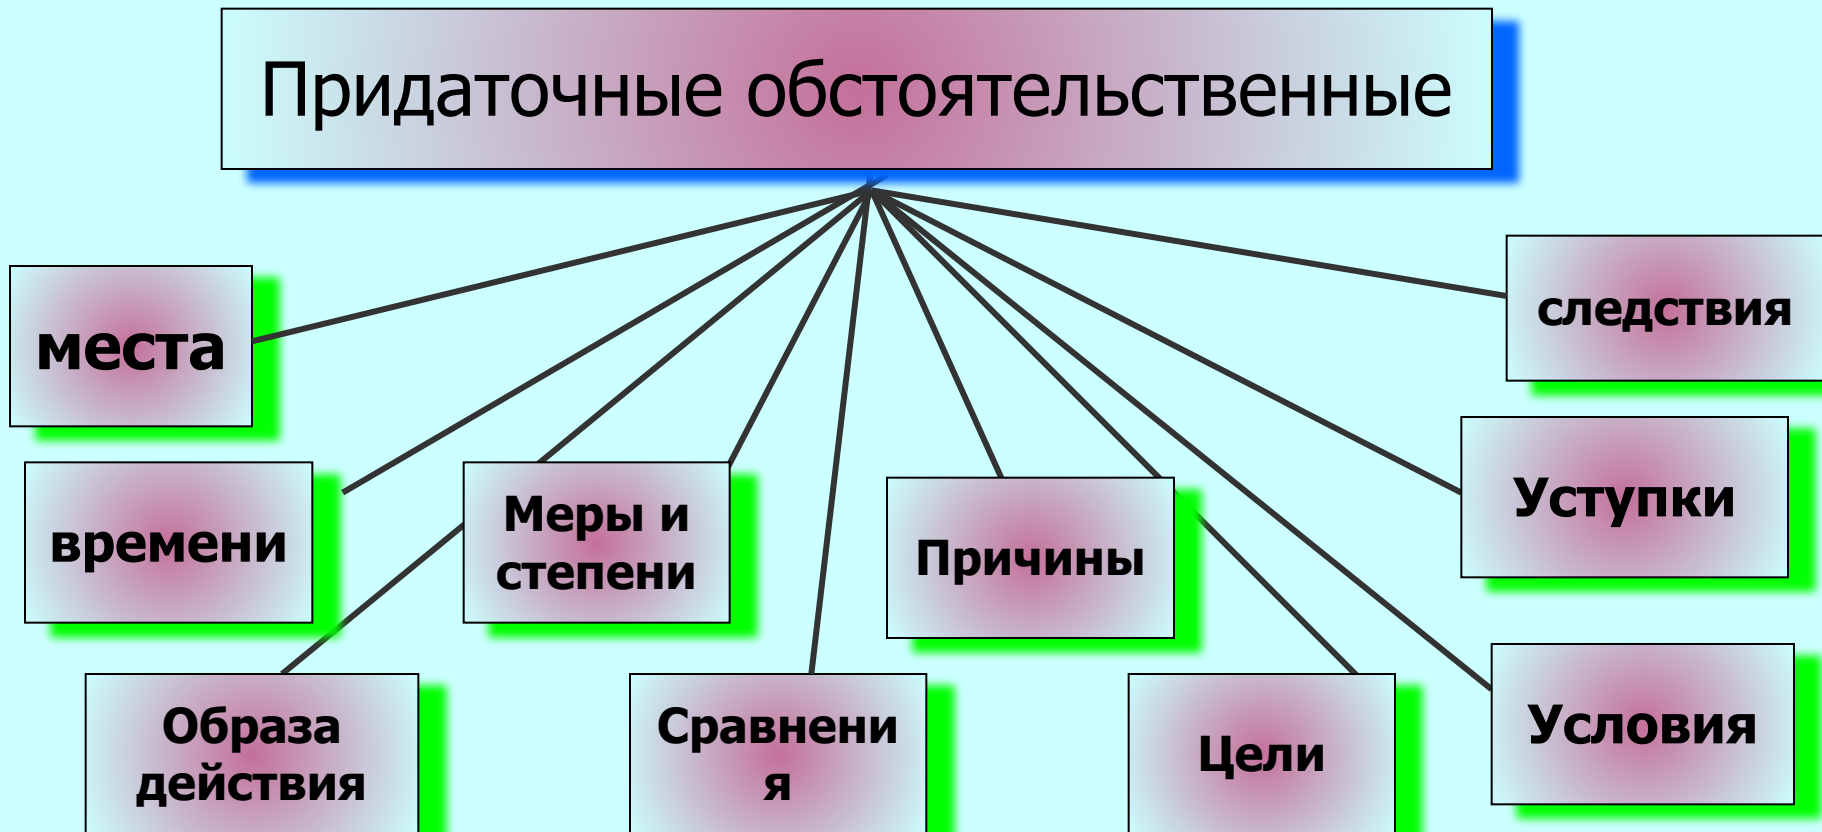 Придаточные обстоятельственные
места
следствия
времени
Меры и
степени
Причины
Уступки
Образа
действия
Сравнени
я
Цели
Условия